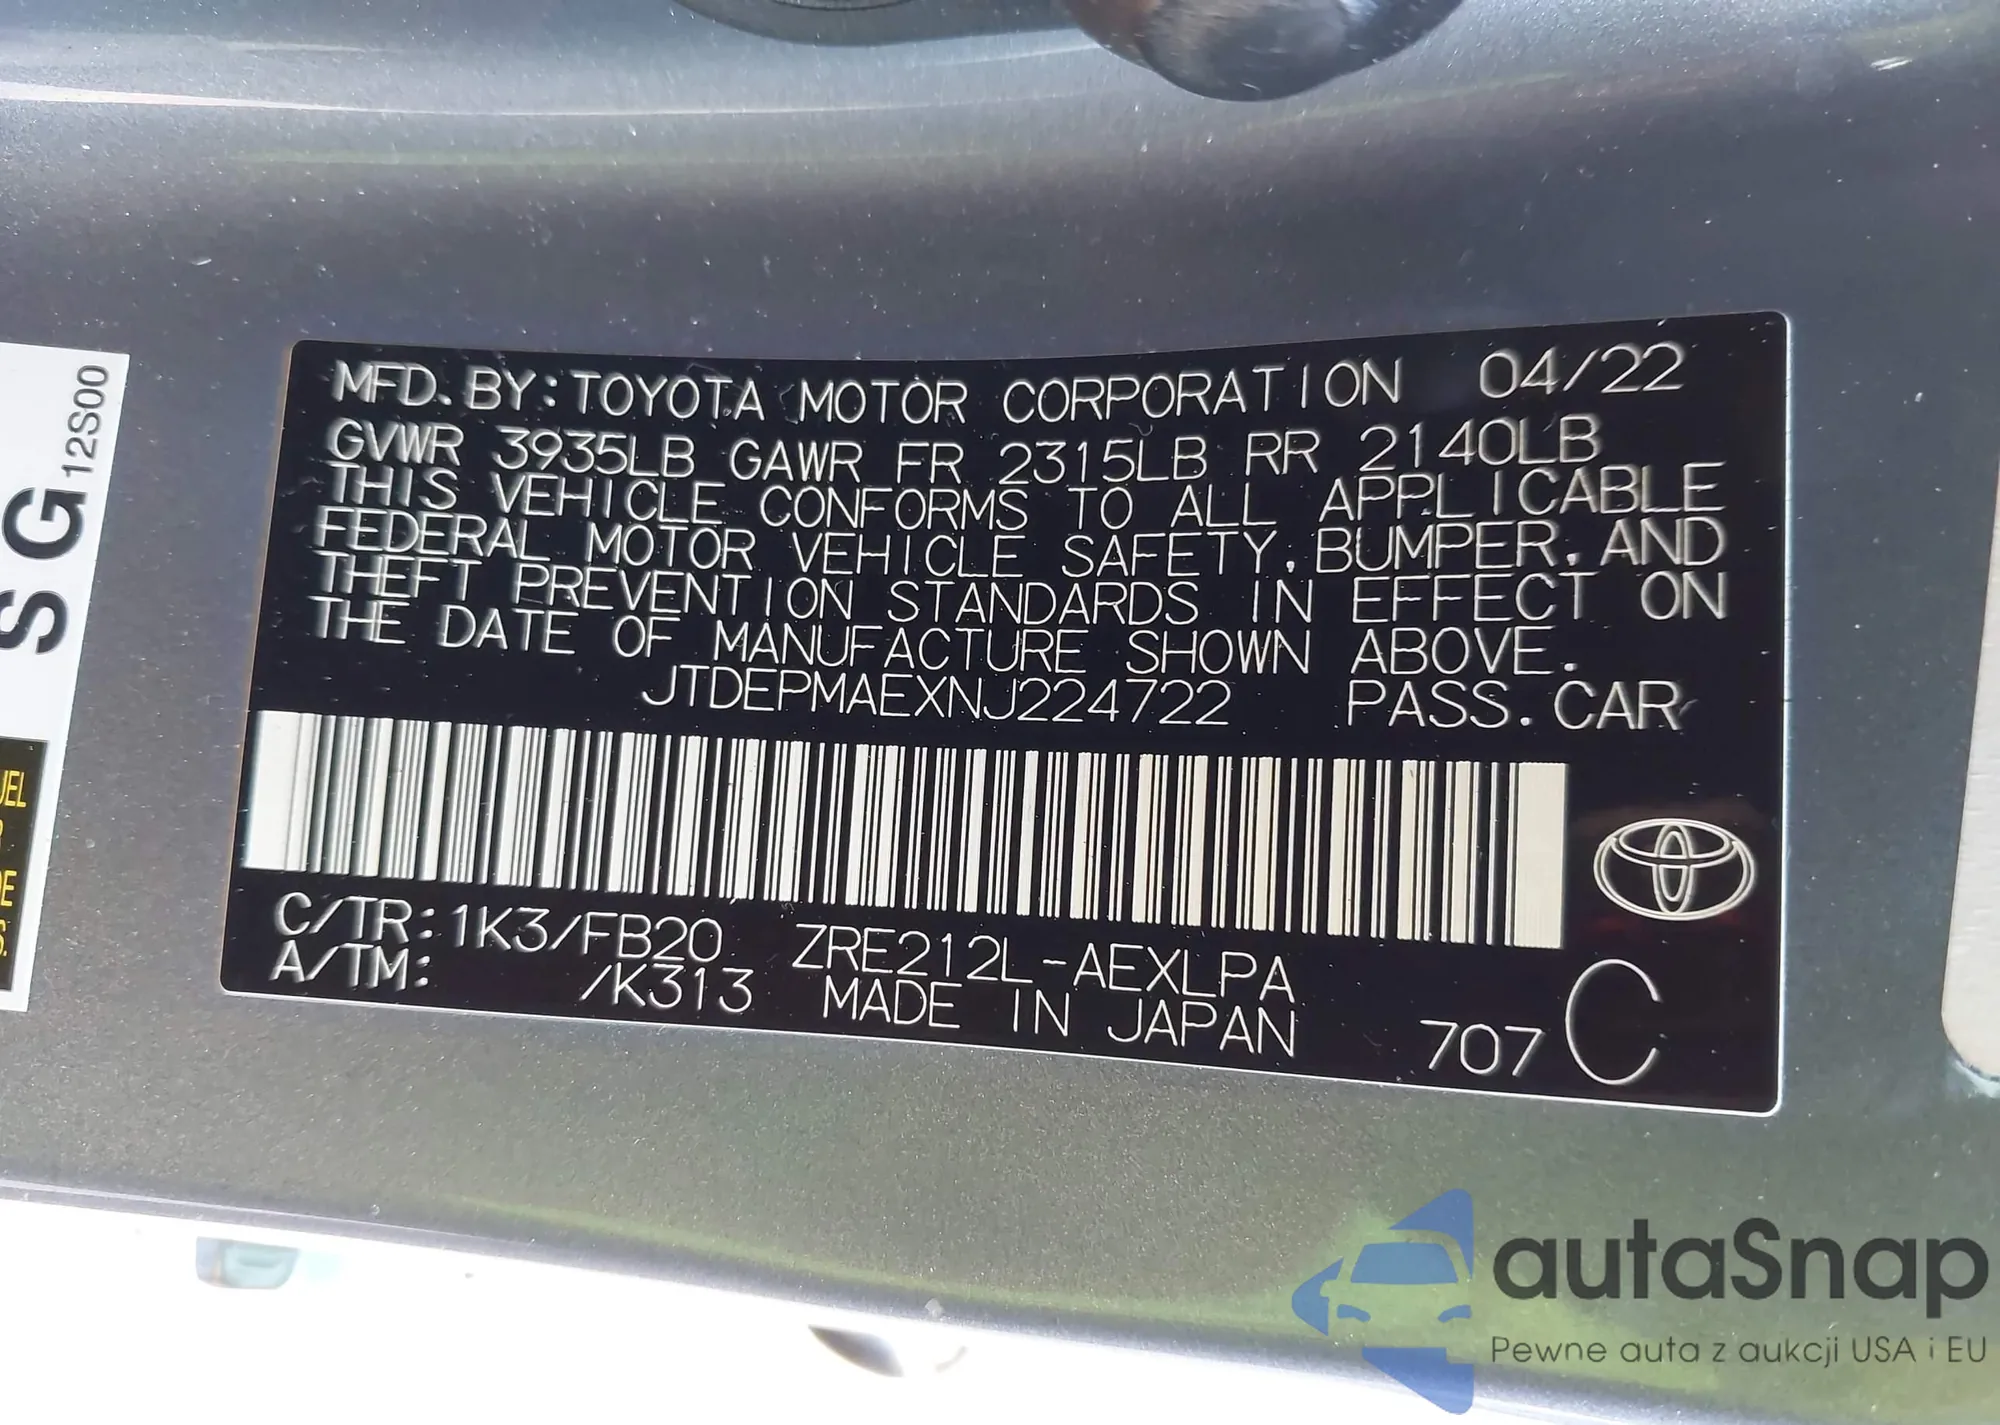 MFD. BY: TOYOTA MOTOR CORPORATION 04/22
GVWR 3935LB GAWR FR 2315LB RR 2140LB
THIS VEHICLE CONFORMS TO ALL APPLICABLE
FEDERAL MOTOR VEHICLE SAFETY, BUMPER, AND
THEFT PREVENTION STANDARDS IN EFFECT ON
THE DATE OF MANUFACTURE SHOWN ABOVE.
JTDEPMAEXNJ224722 PASS. CAR
C/TR: 1K3/FB20 ZRE212L-AEXLPA
A/TM: /K313 MADE IN JAPAN 707 C
SG 12S00
autaSnap
Pewne auta z aukcji USA i EU